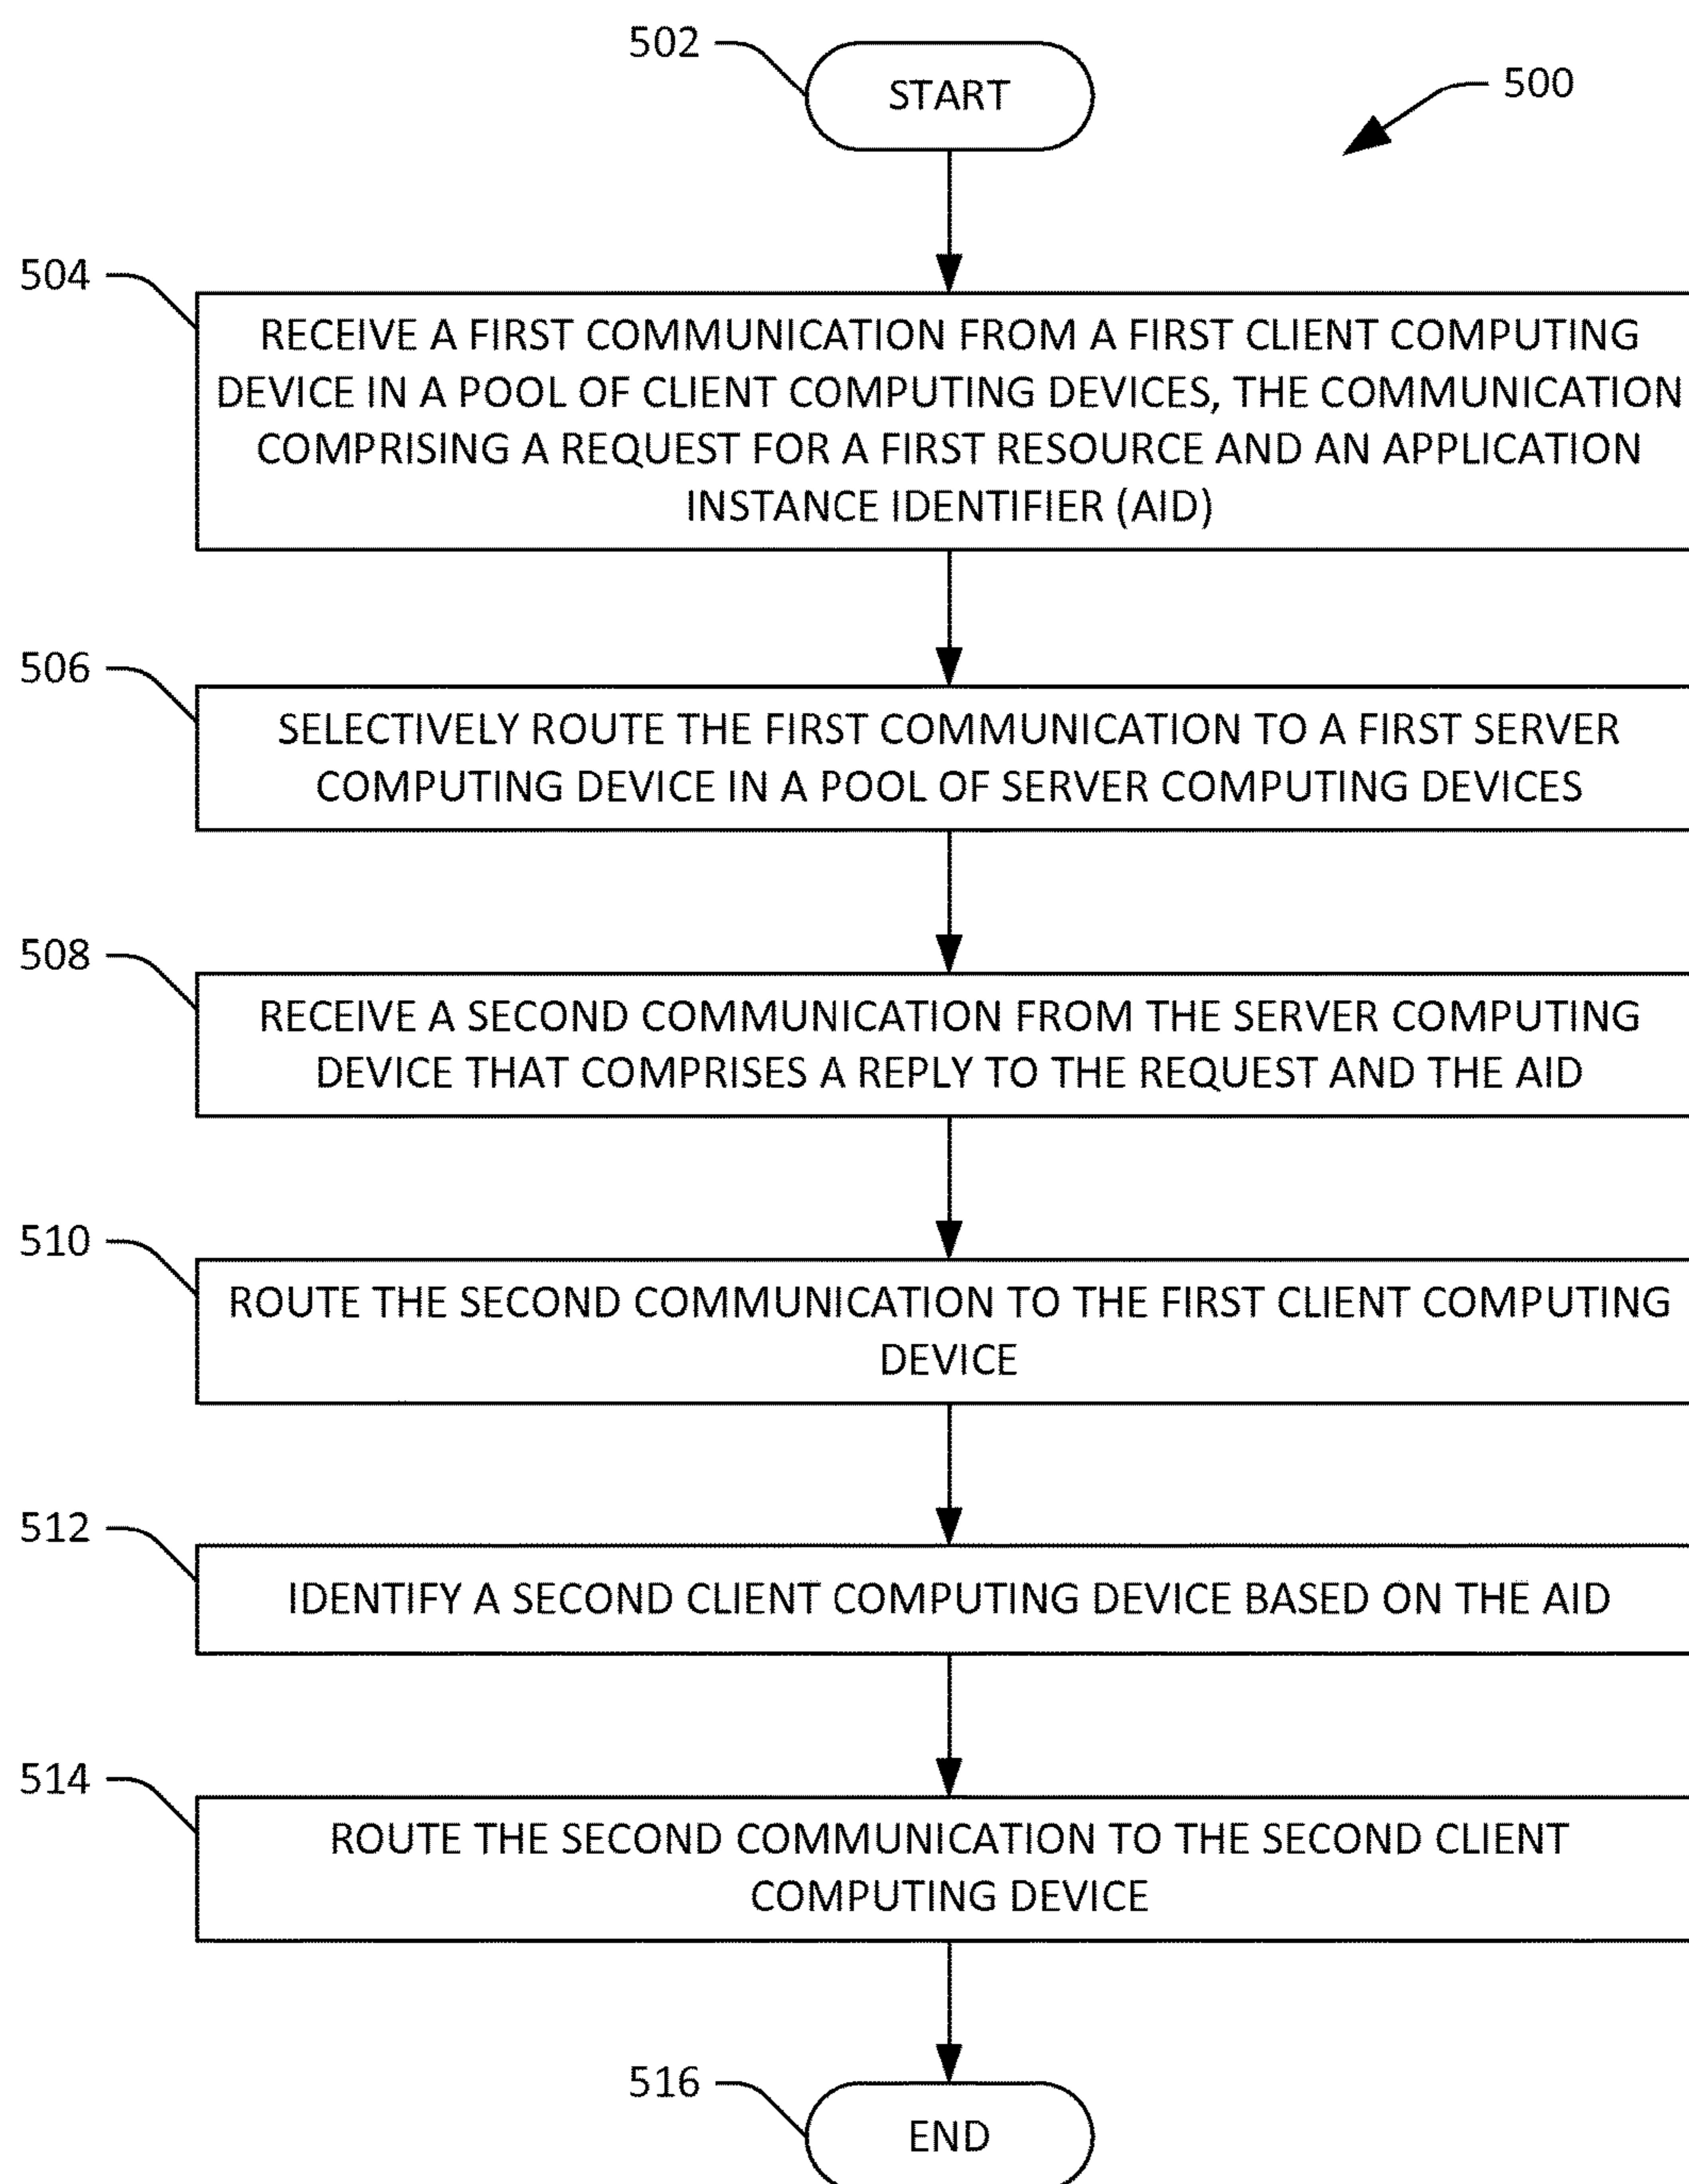 502
START
500
504
RECEIVE A FIRST COMMUNICATION FROM A FIRST CLIENT COMPUTING
DEVICE IN A POOL OF CLIENT COMPUTING DEVICES, THE COMMUNICATION
COMPRISING A REQUEST FOR A FIRST RESOURCE AND AN APPLICATION
INSTANCE IDENTIFIER (AID)
506
SELECTIVELY ROUTE THE FIRST COMMUNICATION TO A FIRST SERVER
COMPUTING DEVICE IN A POOL OF SERVER COMPUTING DEVICES
508
RECEIVE A SECOND COMMUNICATION FROM THE SERVER COMPUTING
DEVICE THAT COMPRISES A REPLY TO THE REQUEST AND THE AID
510
ROUTE THE SECOND COMMUNICATION TO THE FIRST CLIENT COMPUTING
DEVICE
512
IDENTIFY A SECOND CLIENT COMPUTING DEVICE BASED ON THE AID
514
ROUTE THE SECOND COMMUNICATION TO THE SECOND CLIENT
COMPUTING DEVICE
516
END